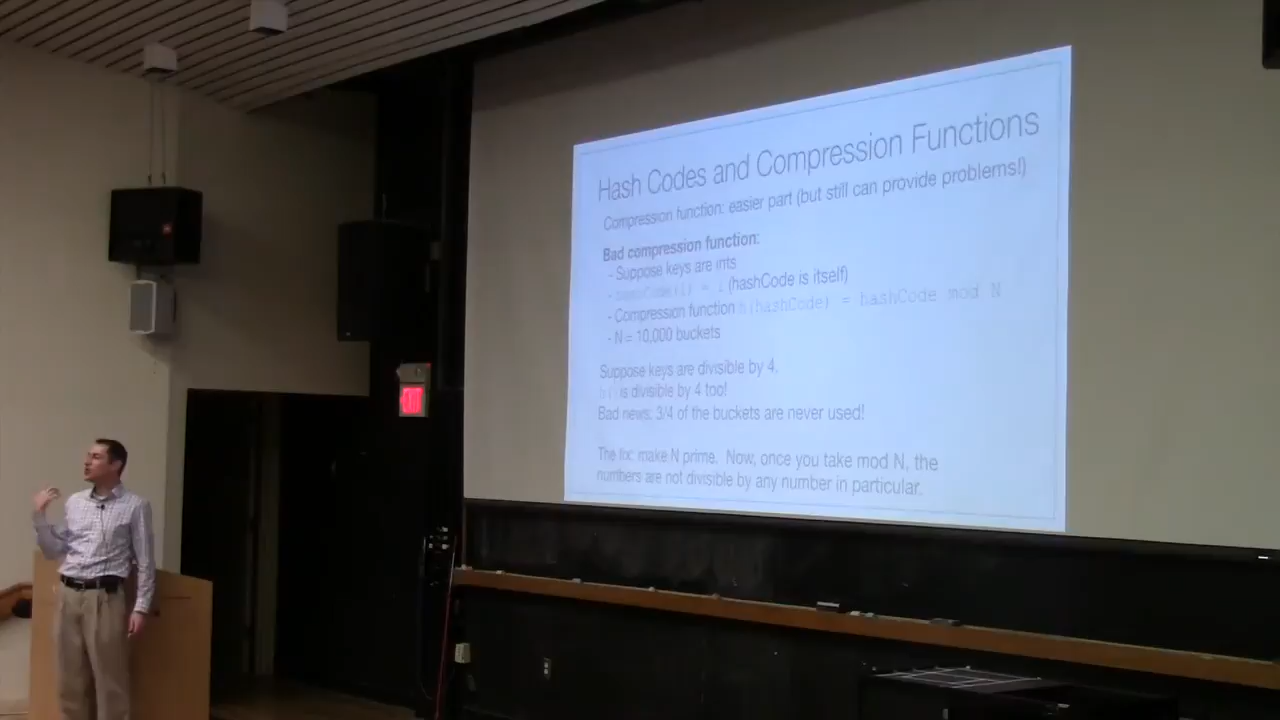 Hash Codes and Compression Functions
Compression function: easier part (but still can provide problems!)
Bad compression function:
- Suppose keys are ints
- hashCode(i) = i (hashCode is itself)
- Compression function h(hashCode) = hashCode mod N
- N = 10,000 buckets
Suppose keys are divisible by 4.
h() is divisible by 4 too!
Bad news: 3/4 of the buckets are never used!
The fix: make N prime. Now, once you take mod N, the
numbers are not divisible by any number in particular.